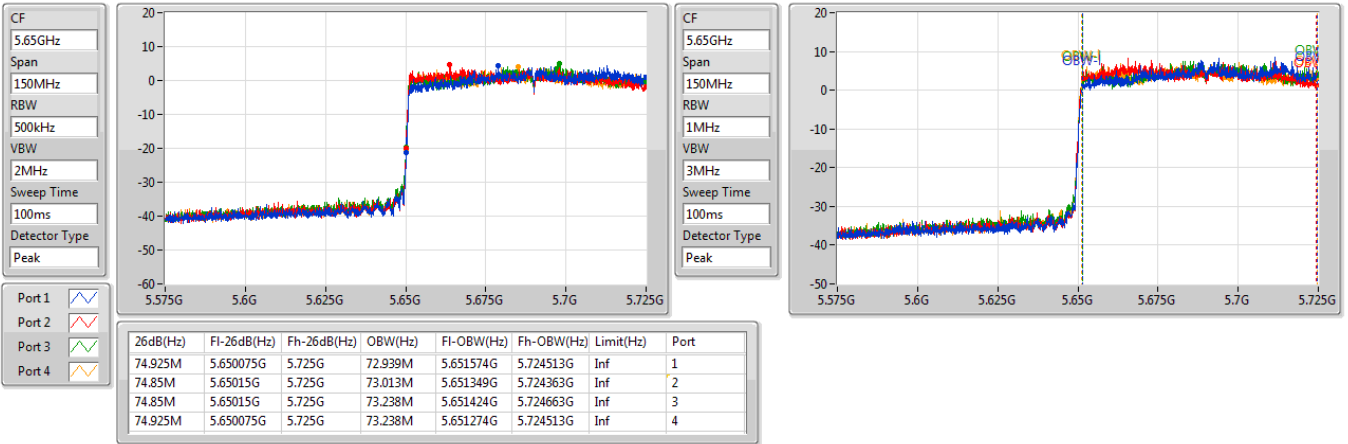 CF
5.65GHz
Span
150MHz
RBW
500kHz
VBW
2MHz
Sweep Time
100ms
Detector Type
Peak
20
10
0
-10
-20
-30
-40
-50
-60
5.575G 5.6G 5.625G 5.65G 5.675G 5.7G 5.725G
CF
5.65GHz
Span
150MHz
RBW
1MHz
VBW
3MHz
Sweep Time
100ms
Detector Type
Peak
20
10
0
-10
-20
-30
-40
-50
OBW-l
5.575G 5.6G 5.625G 5.65G 5.675G 5.7G 5.725G
Port 1
Port 2
Port 3
Port 4
26dB(Hz) Fl-26dB(Hz) Fh-26dB(Hz) OBW(Hz) Fl-OBW(Hz) Fh-OBW(Hz) Limit(Hz) Port
74.925M 5.650075G 5.725G 72.939M 5.651574G 5.724513G Inf 1
74.85M 5.65015G 5.725G 73.013M 5.651349G 5.724363G Inf 2
74.85M 5.65015G 5.725G 73.238M 5.651424G 5.724663G Inf 3
74.925M 5.650075G 5.725G 73.238M 5.651274G 5.724513G Inf 4